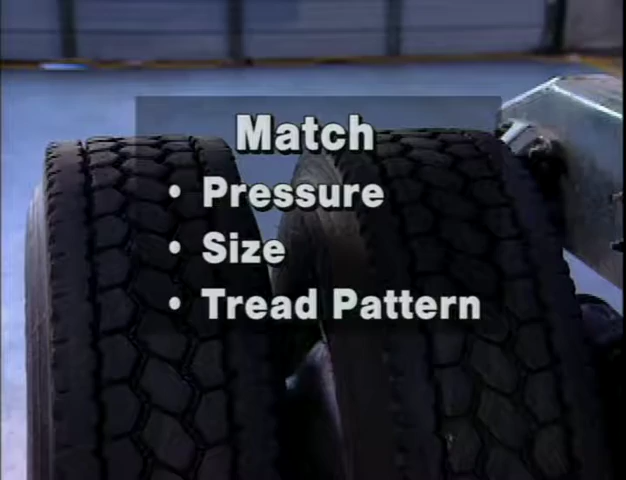 Match
• Pressure
• Size
• Tread Pattern